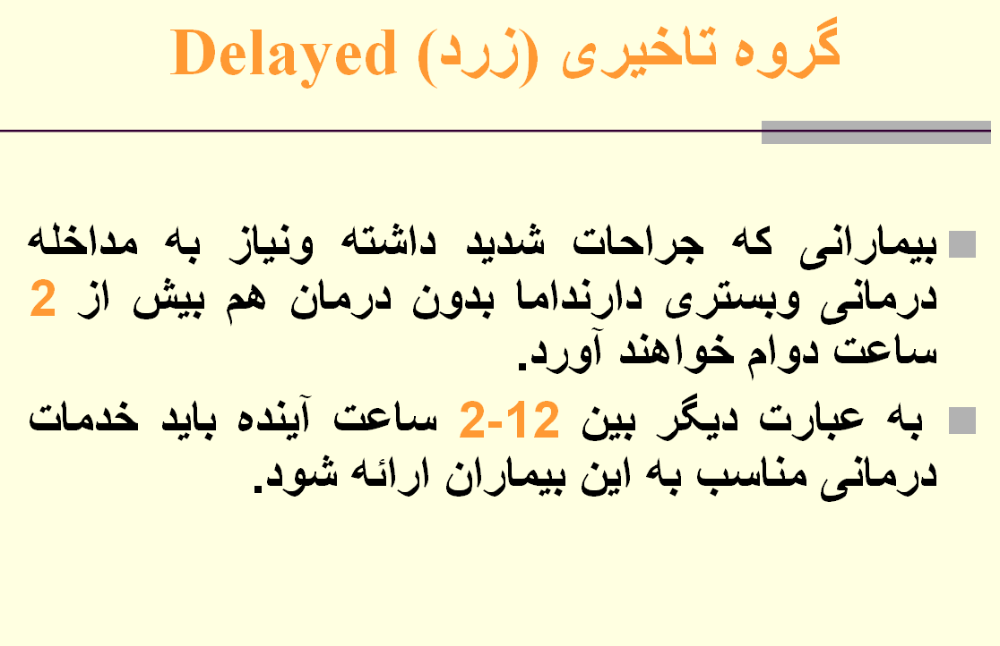 گروه تاخیری (زرد) Delayed
بیمارانی که جراحات شدید داشته ونیاز به مداخله
درمانی وبستری دارنداما بدون درمان هم بیش از 2
ساعت دوام خواهند آورد.
به عبارت دیگر بین 12-2 ساعت آینده باید خدمات
درمانی مناسب به این بیماران ارائه شود.